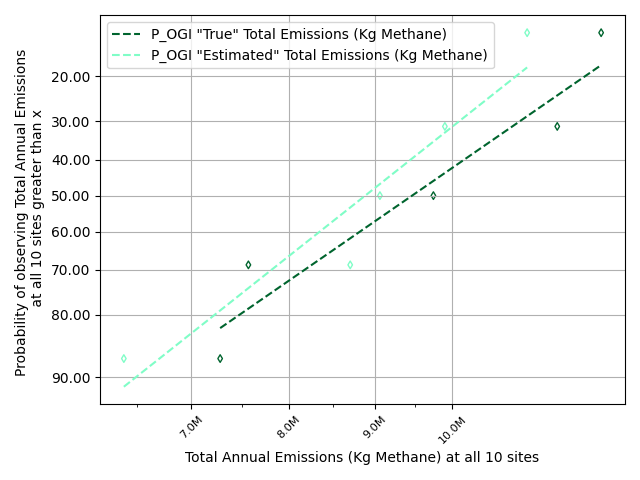 P_OGI "True" Total Emissions (Kg Methane)
P_OGI "Estimated" Total Emissions (Kg Methane)
Probability of observing Total Annual Emissions
at all 10 sites greater than x
20.00
30.00
40.00
50.00
60.00
70.00
80.00
90.00
7.0M
8.0M
9.0M
10.0M
Total Annual Emissions (Kg Methane) at all 10 sites